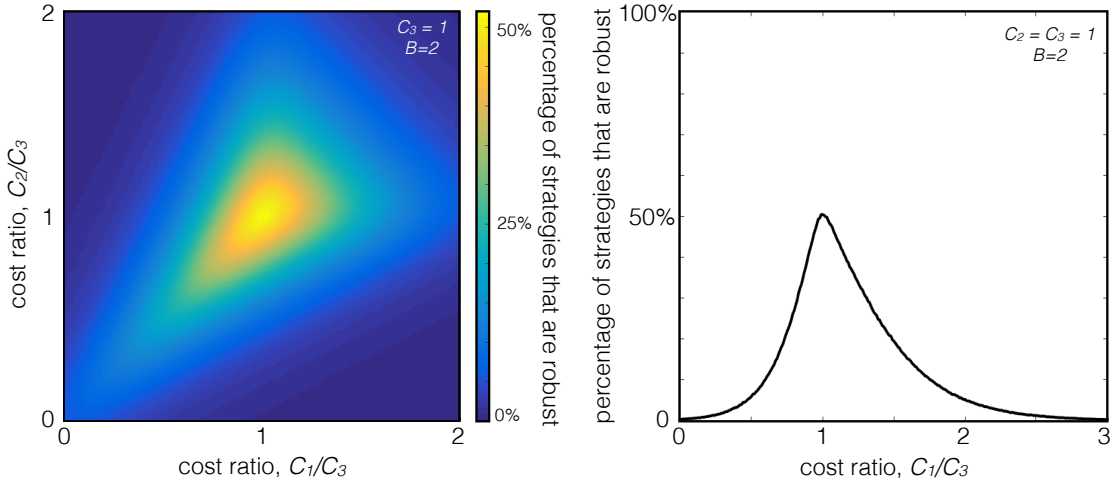 2
1
0
cost ratio, C2/C3
C3 = 1
B=2
0
1
2
cost ratio, C1/C3
50%
25%
0%
percentage of strategies that are robust
percentage of strategies that are robust
100%
50%
0
C2 = C3 = 1
B=2
0
1
2
3
cost ratio, C1/C3